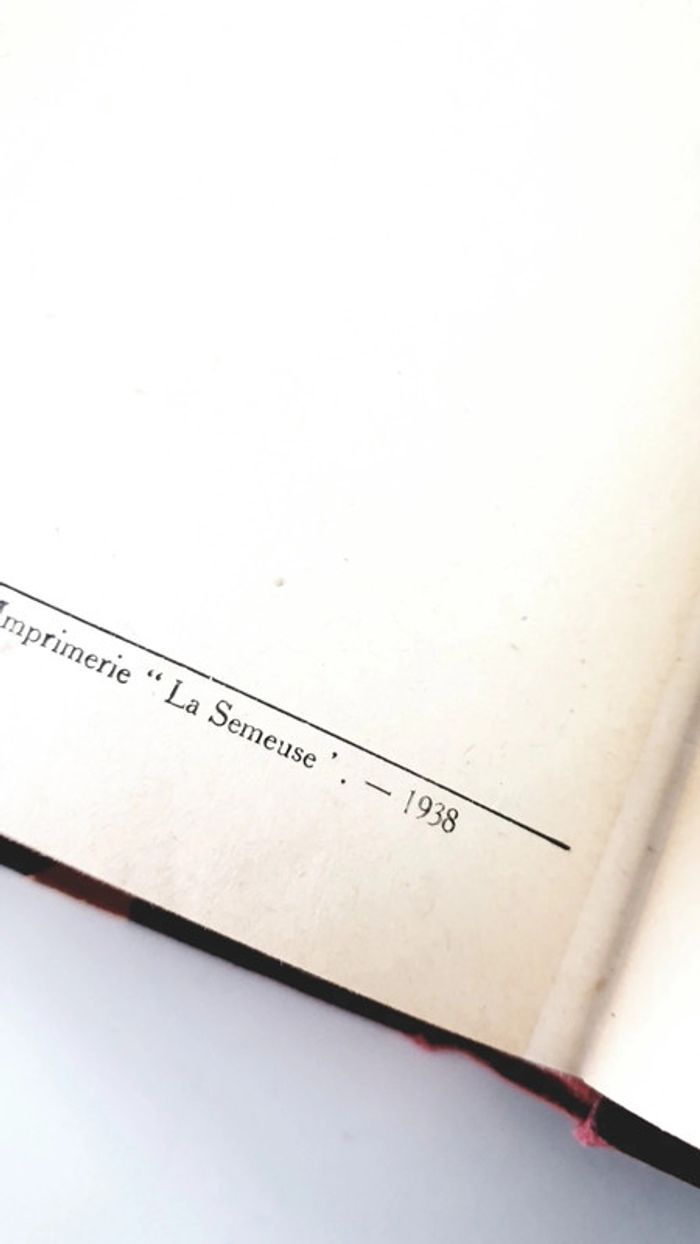 Imprimerie “ La Semeuse ’. — 1938